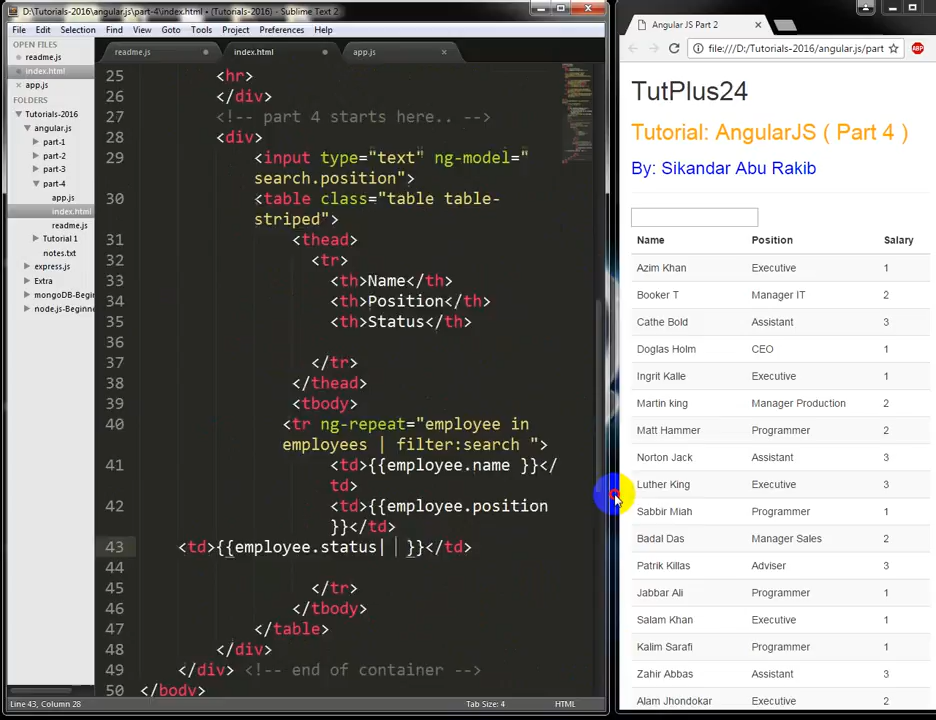 D:\Tutorials-2016\angular.js\part-4\index.html • (Tutorials-2016) - Sublime Text 2
File Edit Selection Find View Goto Tools Project Preferences Help
OPEN FILES
readme.js
index.html
app.js
FOLDERS
Tutorials-2016
angular.js
part-1
part-2
part-3
part-4
app.js
index.html
readme.js
Tutorial 1
notes.txt
express.js
Extra
mongoDB-Begin
node.js-Beginne
readme.js index.html app.js
25 <hr>
26 </div>
27 <!-- part 4 starts here.. -->
28 <div>
29 <input type="text" ng-model="
search.position">
30 <table class="table table-
striped">
31 <thead>
32 <tr>
33 <th>Name</th>
34 <th>Position</th>
35 <th>Status</th>
36
37 </tr>
38 </thead>
39 <tbody>
40 <tr ng-repeat="employee in
employees | filter:search ">
41 <td>{{employee.name }}</
td>
42 <td>{{employee.position
}}</td>
43 <td>{{employee.status| }}</td>
44
45 </tr>
46 </tbody>
47 </table>
48 </div>
49 </div> <!-- end of container -->
50 </body>
Line 43, Column 28 Tab Size: 4 HTML
Angular JS Part 2
file:///D:/Tutorials-2016/angular.js/part
ABP
TutPlus24
Tutorial: AngularJS ( Part 4 )
By: Sikandar Abu Rakib
Name Position Salary
Azim Khan Executive 1
Booker T Manager IT 2
Cathe Bold Assistant 3
Doglas Holm CEO 1
Ingrit Kalle Executive 1
Martin king Manager Production 2
Matt Hammer Programmer 2
Norton Jack Assistant 3
Luther King Executive 3
Sabbir Miah Programmer 1
Badal Das Manager Sales 2
Patrik Killas Adviser 3
Jabbar Ali Programmer 1
Salam Khan Executive 1
Kalim Sarafi Programmer 1
Zahir Abbas Assistant 3
Alam Jhondokar Executive 2